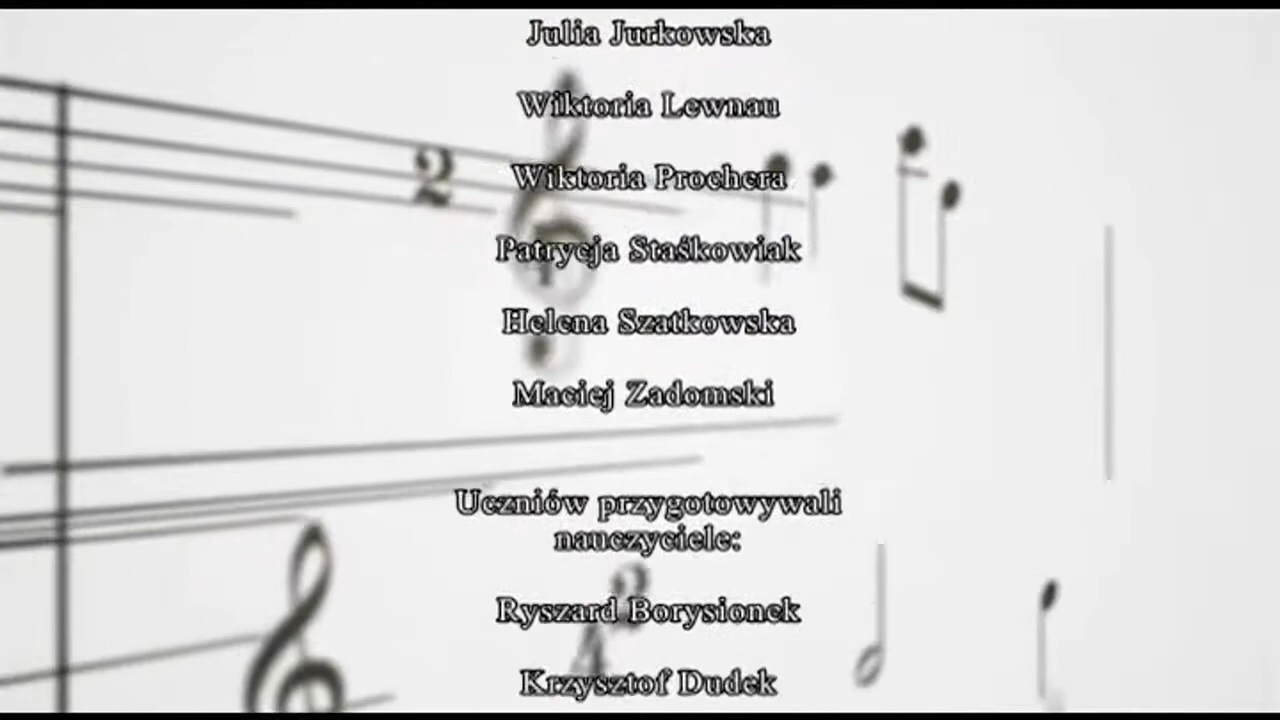 Julia Jurkowska
Wiktoria Lewnau
Wiktoria Prochera
Patrycja Staśkowiak
Helena Szatkowska
Maciej Zadomski
Uczniów przygotowywali
nauczyciele:
Ryszard Borysionek
Krzysztof Dudek